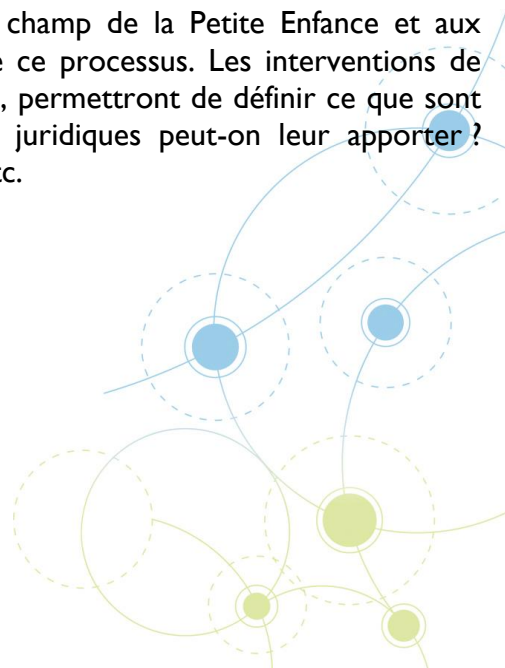 champ de la Petite Enfance et aux
ce processus. Les interventions de
, permettront de définir ce que sont
juridiques peut-on leur apporter ?
tc.